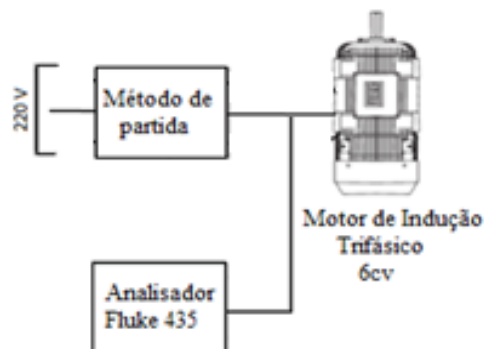 220 V
Método de
partida
Motor de Indução
Trifásico
6cv
Analisador
Fluke 435